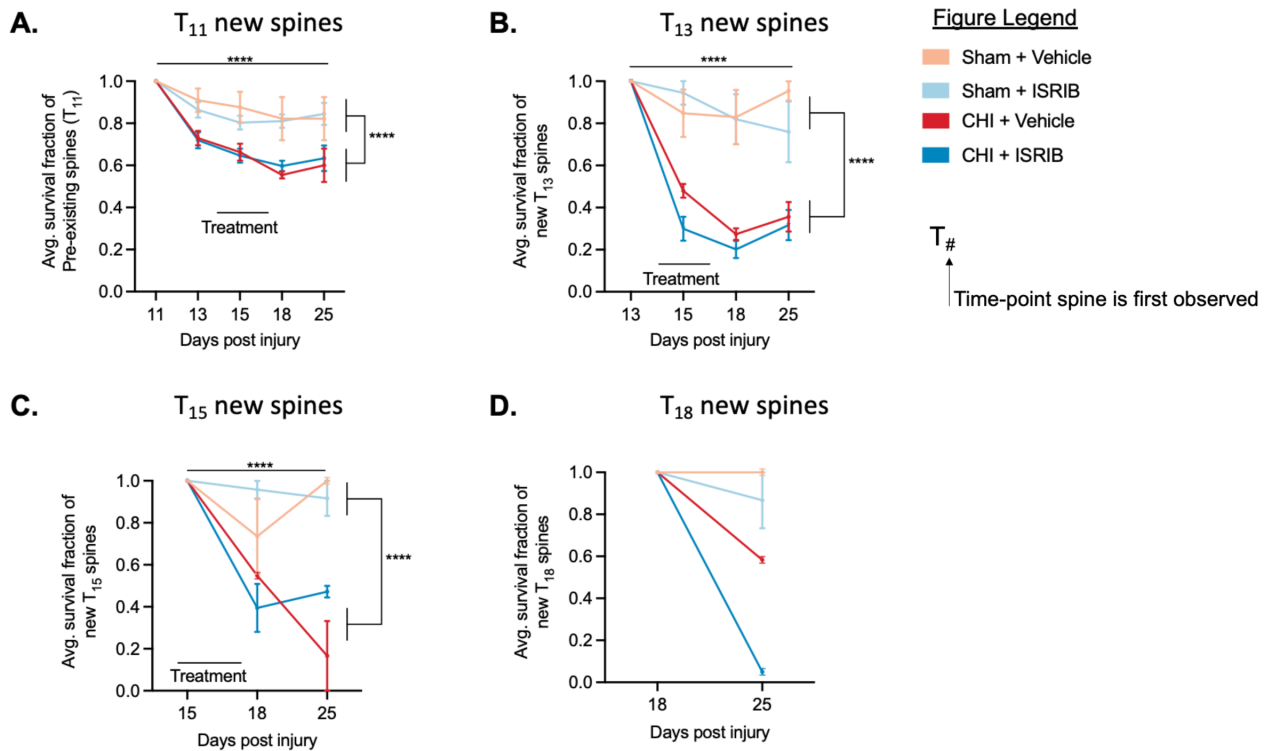 A.
T11 new spines
****
Avg. survival fraction of
Pre-existing spines (T11)
1.0
0.8
0.6
0.4
0.2
0.0
****
Treatment
11 13 15 18 25
Days post injury
B.
T13 new spines
****
Avg. survival fraction of
new T13 spines
1.0
0.8
0.6
0.4
0.2
0.0
****
Treatment
13 15 18 25
Days post injury
Figure Legend
Sham + Vehicle
Sham + ISRIB
CHI + Vehicle
CHI + ISRIB
T#
Time-point spine is first observed
C.
T15 new spines
****
Avg. survival fraction of
new T15 spines
1.0
0.8
0.6
0.4
0.2
0.0
****
Treatment
15 18 25
Days post injury
D.
T18 new spines
Avg. survival fraction of
new T18 spines
1.0
0.8
0.6
0.4
0.2
0.0
18 25
Days post injury